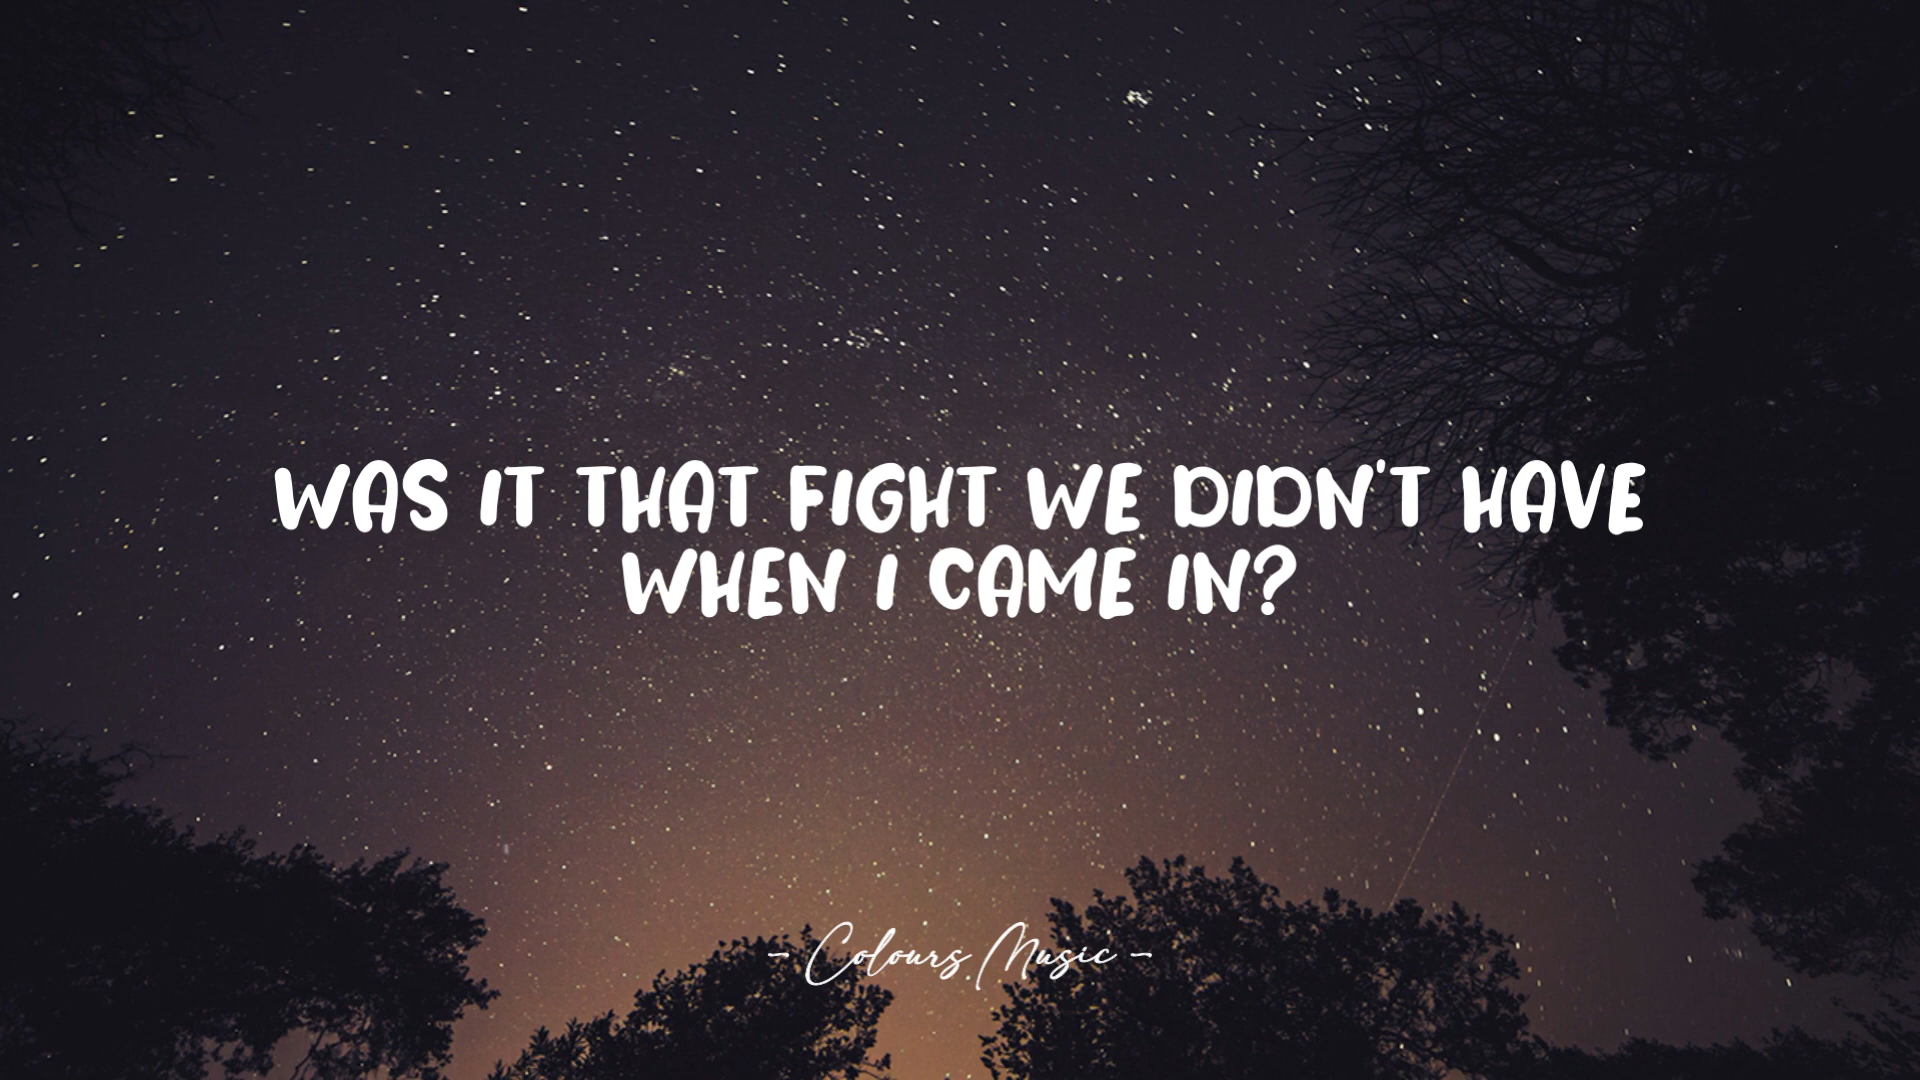 WAS IT THAT FIGHT WE DIDN'T HAVE
WHEN I CAME IN?
- Colours Music -